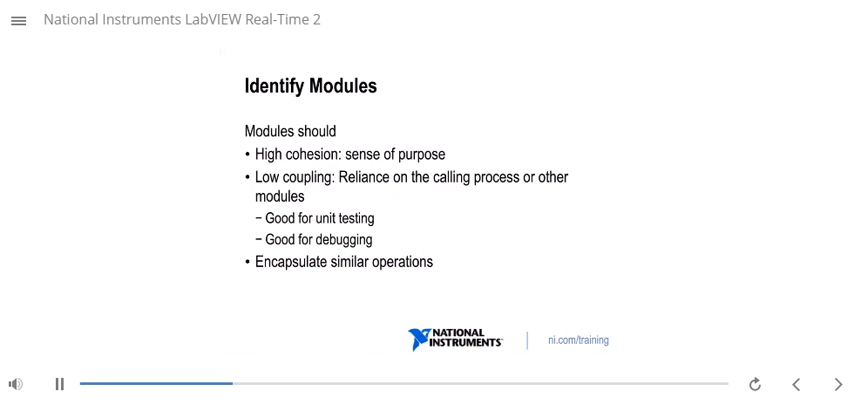 National Instruments LabVIEW Real-Time 2
Identify Modules
Modules should
• High cohesion: sense of purpose
• Low coupling: Reliance on the calling process or other
modules
– Good for unit testing
– Good for debugging
• Encapsulate similar operations
NATIONAL
INSTRUMENTS
ni.com/training